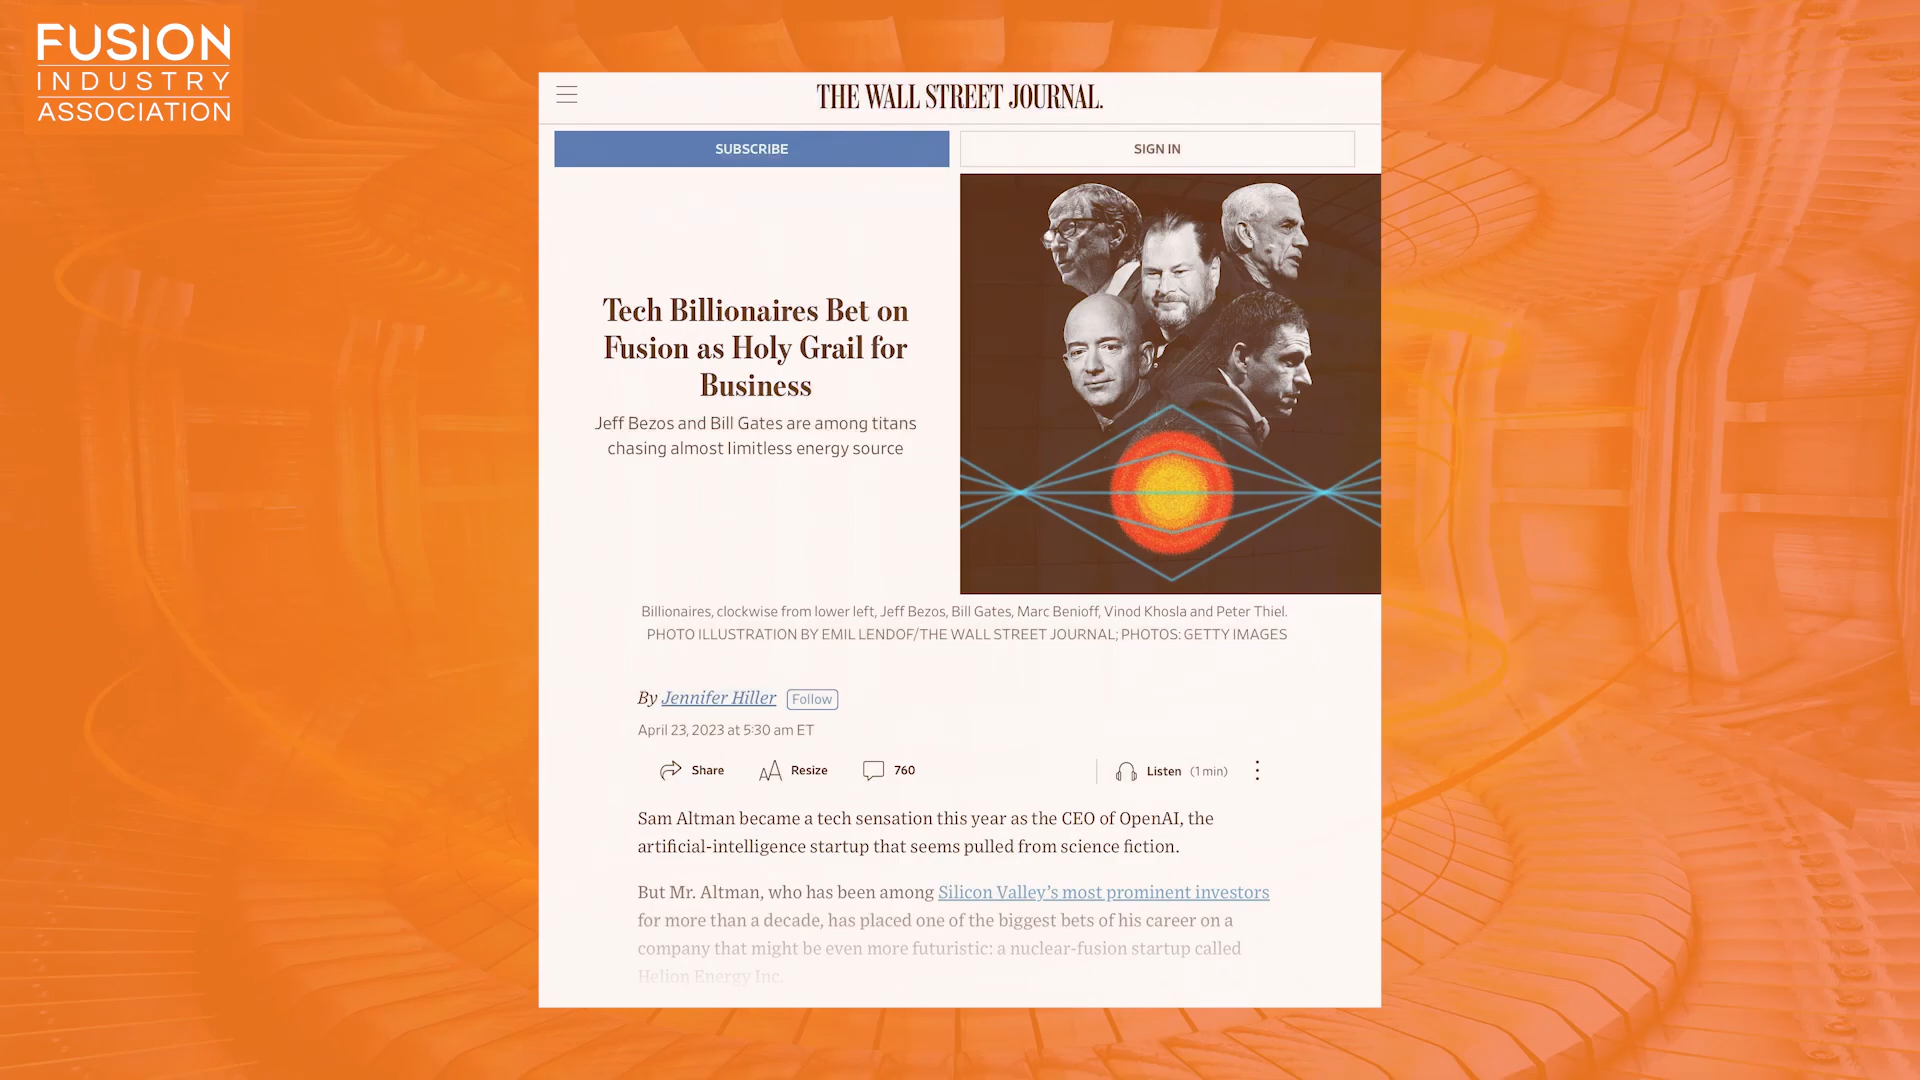 FUSION
INDUSTRY
ASSOCIATION
THE WALL STREET JOURNAL.
SUBSCRIBE
SIGN IN
Tech Billionaires Bet on
Fusion as Holy Grail for
Business
Jeff Bezos and Bill Gates are among titans
chasing almost limitless energy source
Billionaires, clockwise from lower left, Jeff Bezos, Bill Gates, Marc Benioff, Vinod Khosla and Peter Thiel.
PHOTO ILLUSTRATION BY EMIL LENDOF/THE WALL STREET JOURNAL; PHOTOS: GETTY IMAGES
By Jennifer Hiller Follow
April 23, 2023 at 5:30 am ET
Share Resize 760 Listen (1 min)
Sam Altman became a tech sensation this year as the CEO of OpenAI, the
artificial-intelligence startup that seems pulled from science fiction.
But Mr. Altman, who has been among Silicon Valley's most prominent investors
for more than a decade, has placed one of the biggest bets of his career on a
company that might be even more futuristic: a nuclear-fusion startup called
Helion Energy Inc.